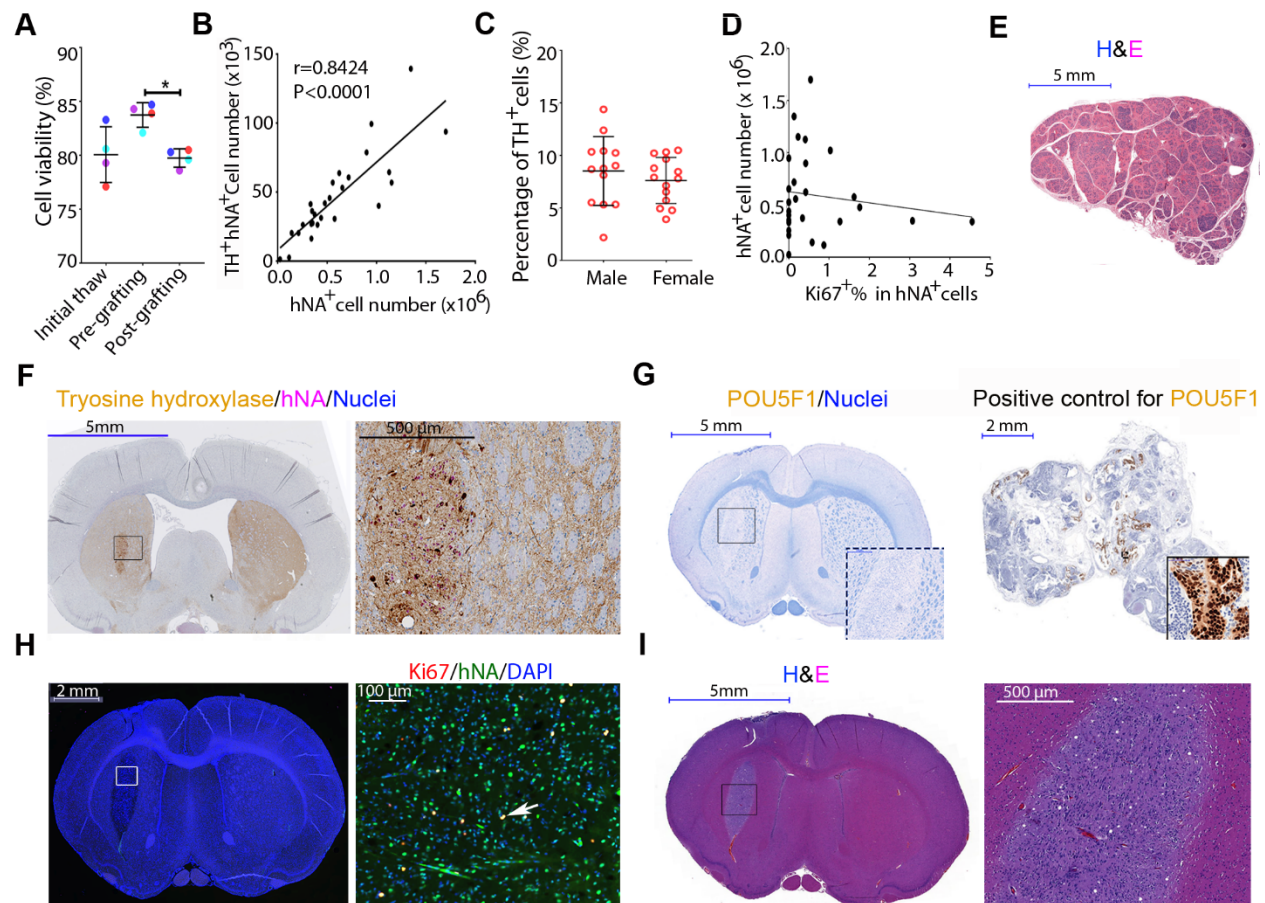 A
Cell viability (%)
90
85
80
75
70
*
Initial thaw
Pre-grafting
Post-grafting
B
TH+hNA+Cell number (x10³)
150
100
50
0
r=0.8424
P<0.0001
0.0
0.5
1.0
1.5
2.0
hNA+cell number (x10⁶)
C
Percentage of TH+cells (%)
20
15
10
5
0
Male
Female
D
hNA+cell number (x 10⁶)
2.0
1.5
1.0
0.5
0.0
0
1
2
3
4
5
Ki67+% in hNA+cells
E
H&E
5 mm
F
Tryosine hydroxylase/hNA/Nuclei
5mm
500 µm
G
POU5F1/Nuclei
5 mm
Positive control for POU5F1
2 mm
H
Ki67/hNA/DAPI
2 mm
100 µm
I
H&E
5mm
500 µm